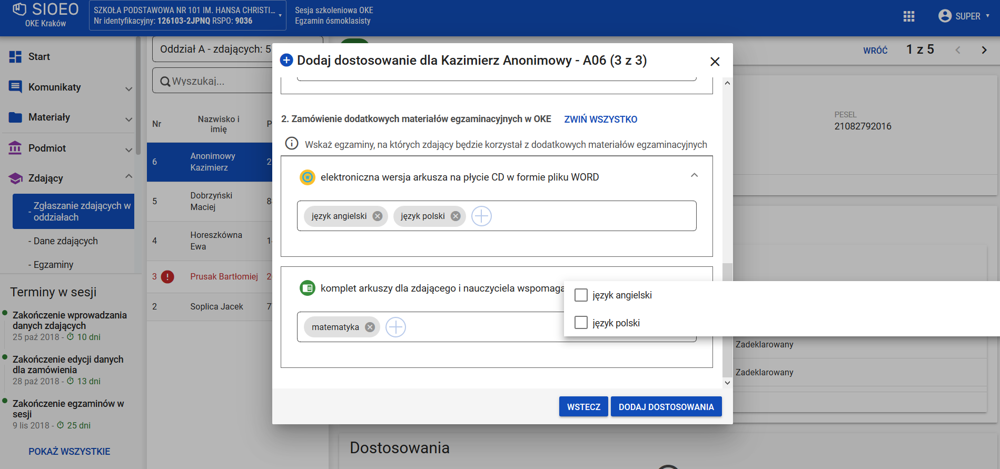 SIOEO
OKE Kraków
SZKOŁA PODSTAWOWA NR 101 IM. HANSA CHRISTI...
Nr identyfikacyjny: 126103-2JPNQ RSPO: 9036
Sesja szkoleniowa OKE
Egzamin ósmoklasisty
SUPER
Start
Komunikaty
Materiały
Podmiot
Zdający
- Zgłaszanie zdających w
oddziałach
- Dane zdających
- Egzaminy
Terminy w sesji
Zakończenie wprowadzania
danych zdających
25 paź 2018 - 10 dni
Zakończenie edycji danych
dla zamówienia
28 paź 2018 - 13 dni
Zakończenie egzaminów w
sesji
9 lis 2018 - 25 dni
POKAŻ WSZYSTKIE
Oddział A - zdających: 5
Wyszukaj...
Nr
Nazwisko i
imię
P
6
Anonimowy
Kazimierz
2
5
Dobrzyński
Maciej
8
4
Horeszkówna
Ewa
1
3
Prusak Bartłomiej
2
2
Soplica Jacek
7
Dodaj dostosowanie dla Kazimierz Anonimowy - A06 (3 z 3)
2. Zamówienie dodatkowych materiałów egzaminacyjnych w OKE
ZWIŃ WSZYSTKO
Wskaż egzaminy, na których zdający będzie korzystał z dodatkowych materiałów egzaminacyjnych
W
elektroniczna wersja arkusza na płycie CD w formie pliku WORD
język angielski
język polski
komplet arkuszy dla zdającego i nauczyciela wspomaga
matematyka
język angielski
język polski
WSTECZ
DODAJ DOSTOSOWANIA
WRÓĆ
1 z 5
PESEL
21082792016
Zadeklarowany
Zadeklarowany
Dostosowania